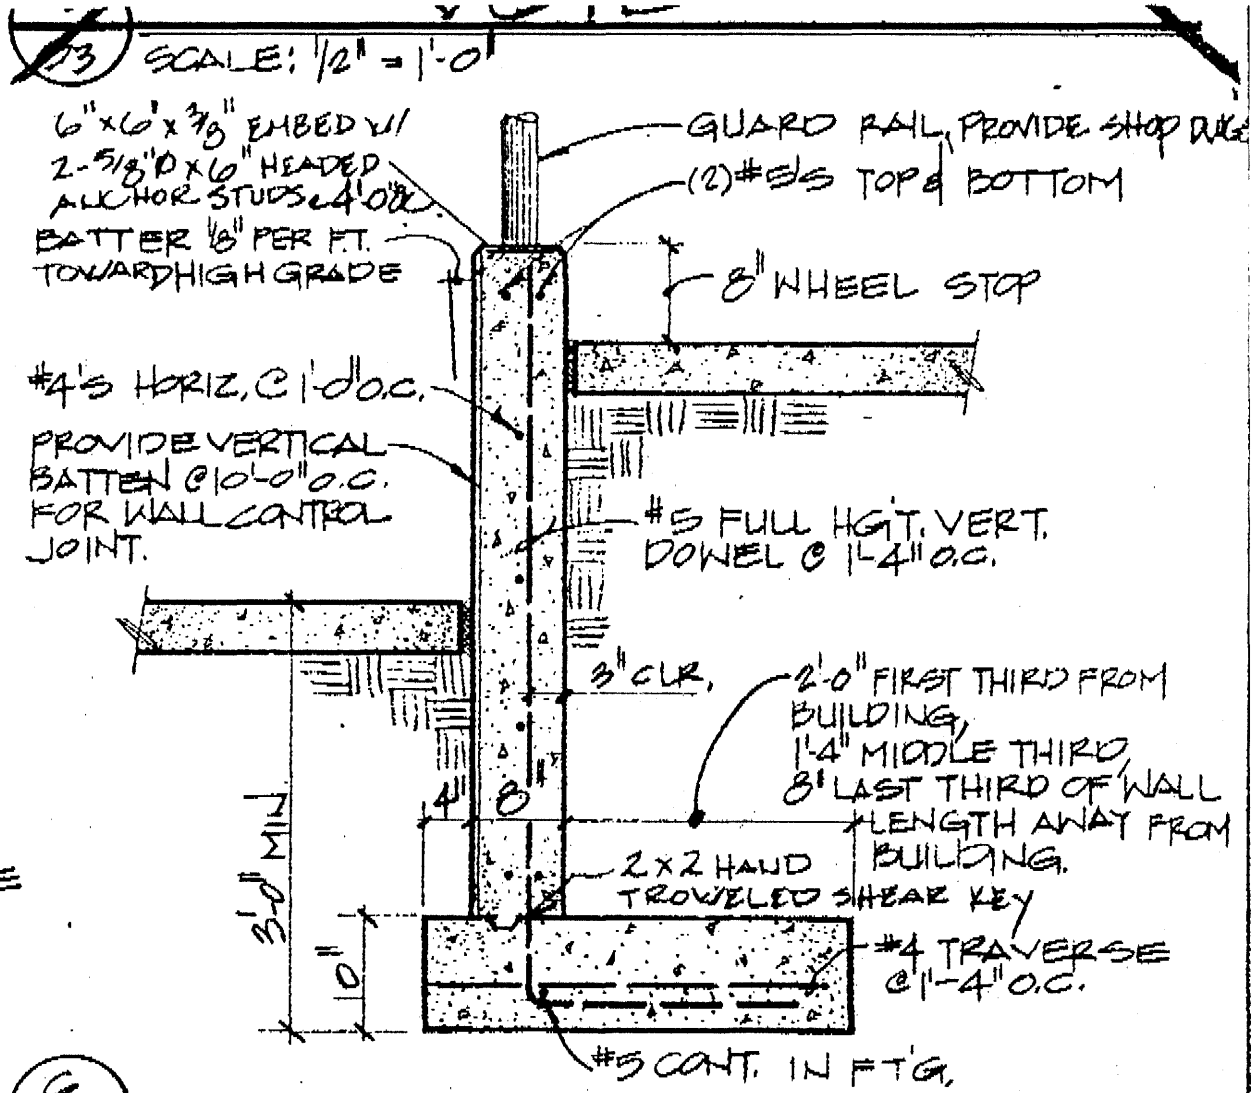 SCALE: 1/2" = 1'-0"
6"x6"x3/8" EMBED W/
2-5/8"Ø x6" HEADED
ANCHOR STUDS @ 4'-0"OC.
BATTER 1/8" PER FT.
TOWARD HIGH GRADE
GUARD RAIL, PROVIDE SHOP DWGS
(2) #5'S TOP & BOTTOM
8" WHEEL STOP
#4'S HORIZ. @ 1'-0" O.C.
PROVIDE VERTICAL
BATTEN @ 10'-0" O.C.
FOR WALL CONTROL
JOINT.
#5 FULL HG'T. VERT.
DOWEL @ 1'-4" O.C.
3" CLR.
2'-0" FIRST THIRD FROM
BUILDING,
1'-4" MIDDLE THIRD,
8" LAST THIRD OF WALL
LENGTH AWAY FROM
BUILDING.
4" 8"
3'-0" MIN
2 x 2 HAND
TROWELED SHEAR KEY
10"
#4 TRAVERSE
@ 1'-4" O.C.
#5 CONT. IN FT'G.